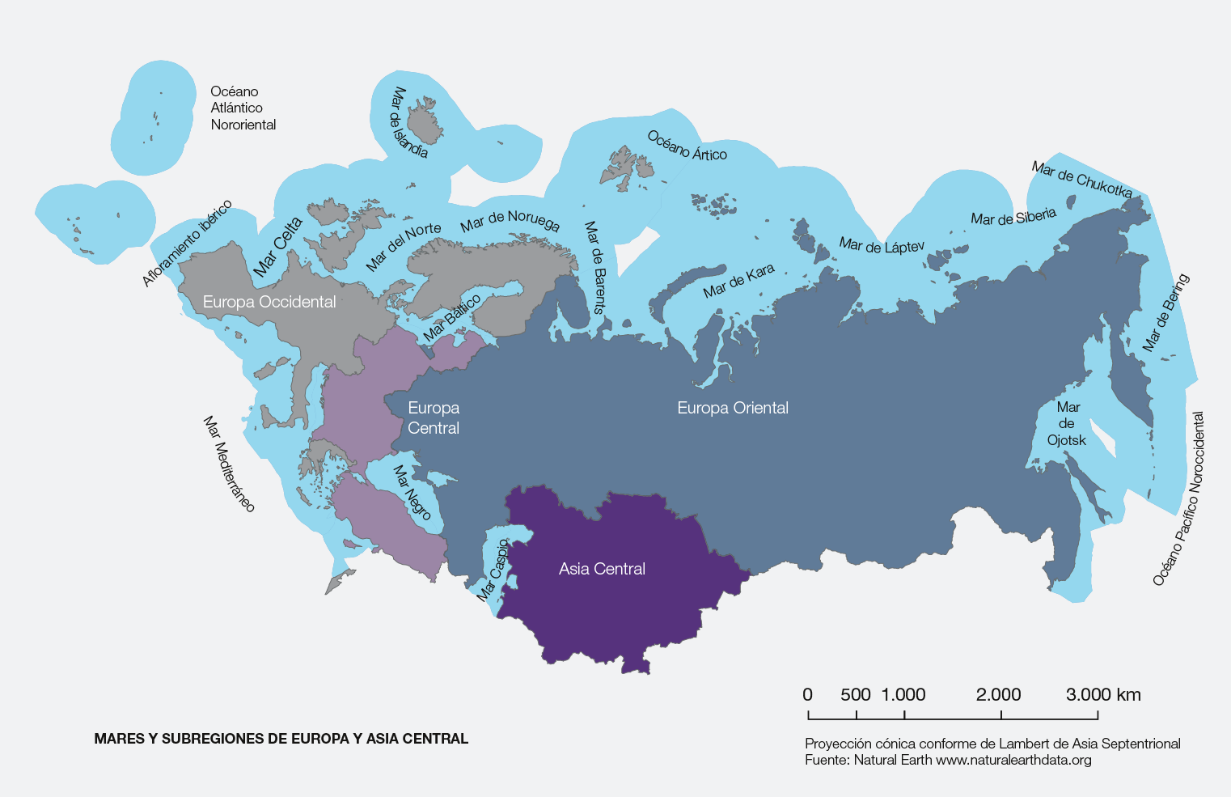 Océano
Atlántico
Nororiental
Mar de Islandia
Océano Ártico
Mar de Chukotka
Afloramiento ibérico
Mar Celta
Mar del Norte
Mar de Noruega
Mar de Barents
Mar de Kara
Mar de Láptev
Mar de Siberia
Mar de Bering
Europa Occidental
Mar Báltico
Europa
Central
Europa Oriental
Mar
de
Ojotsk
Mar Mediterráneo
Mar Negro
Mar Caspio
Asia Central
Océano Pacífico Noroccidental
0 500 1.000 2.000 3.000 km
MARES Y SUBREGIONES DE EUROPA Y ASIA CENTRAL
Proyección cónica conforme de Lambert de Asia Septentrional
Fuente: Natural Earth www.naturalearthdata.org